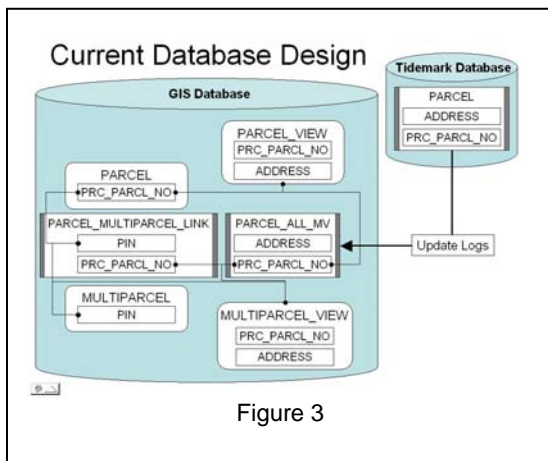 Current Database Design
GIS Database
PARCEL_VIEW
PRC_PARCL_NO
ADDRESS
PARCEL
PRC_PARCL_NO
PARCEL_MULTIPARCEL_LINK
PIN
PRC_PARCL_NO
PARCEL_ALL_MV
ADDRESS
PRC_PARCL_NO
MULTIPARCEL
PIN
MULTIPARCEL_VIEW
PRC_PARCL_NO
ADDRESS
Tidemark Database
PARCEL
ADDRESS
PRC_PARCL_NO
Update Logs
Figure 3